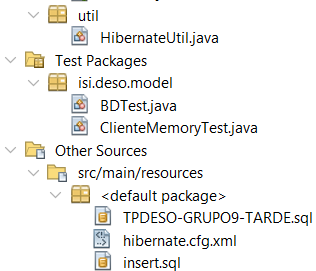 util
HibernateUtil.java
Test Packages
isi.deso.model
BDTest.java
ClienteMemoryTest.java
Other Sources
src/main/resources
<default package>
TPDESO-GRUPO9-TARDE.sql
hibernate.cfg.xml
insert.sql